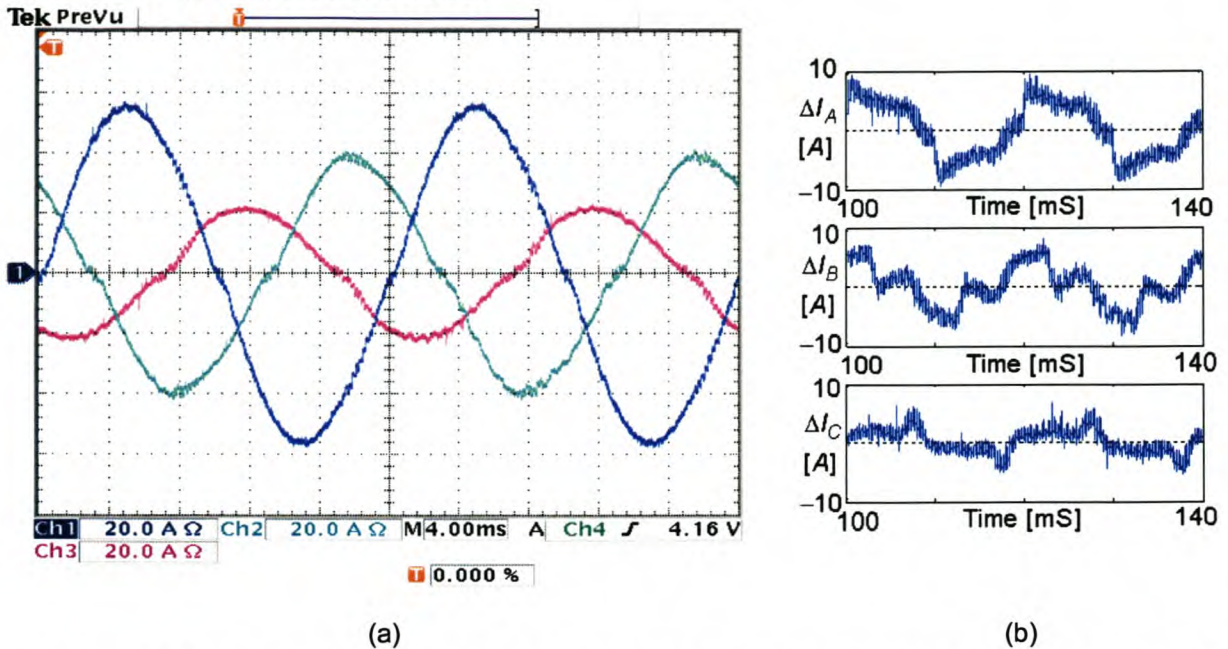 Tek PreVu
T
T
1
Ch1 20.0 A Ω Ch2 20.0 A Ω M 4.00ms A Ch4 ∫ 4.16 V
Ch3 20.0 A Ω
T 0.000 %
(a)
10
ΔI_A
[A]
−10
100 Time [mS] 140
10
ΔI_B
[A]
−10
100 Time [mS] 140
10
ΔI_C
[A]
−10
100 Time [mS] 140
(b)